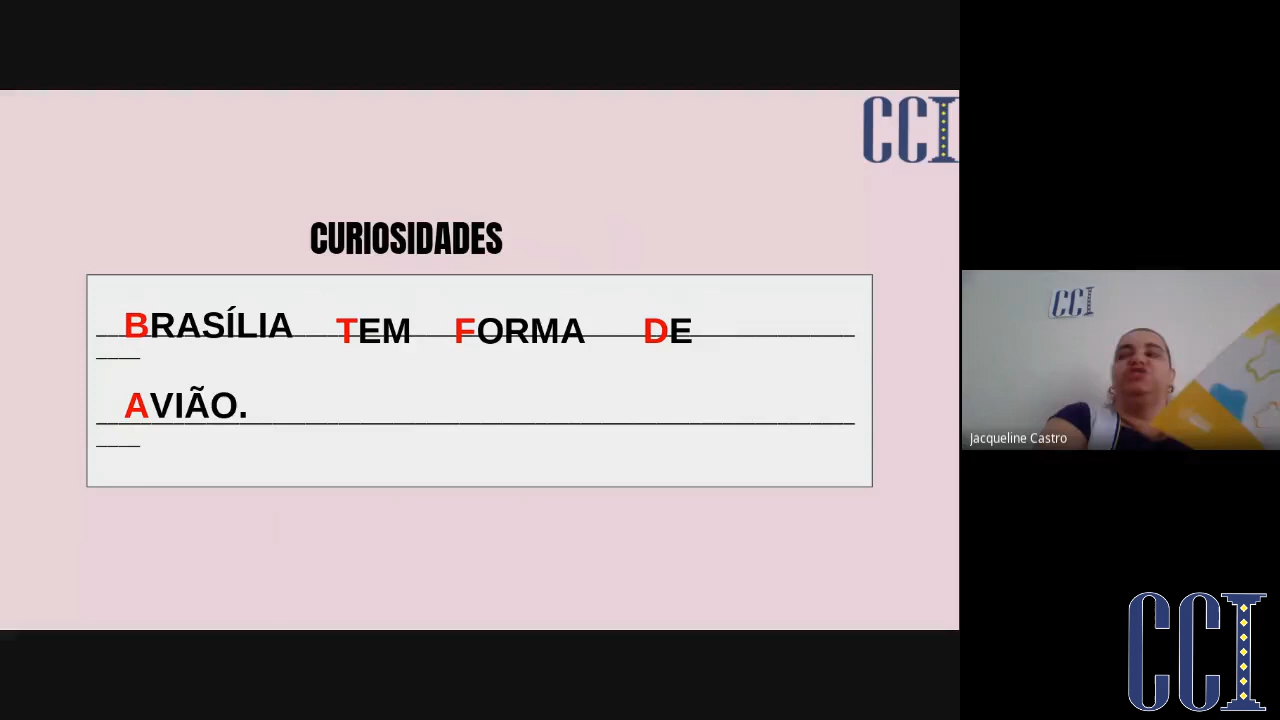 CCI
CURIOSIDADES
BRASÍLIA TEM FORMA DE
AVIÃO.
CCI
Jacqueline Castro
CCI